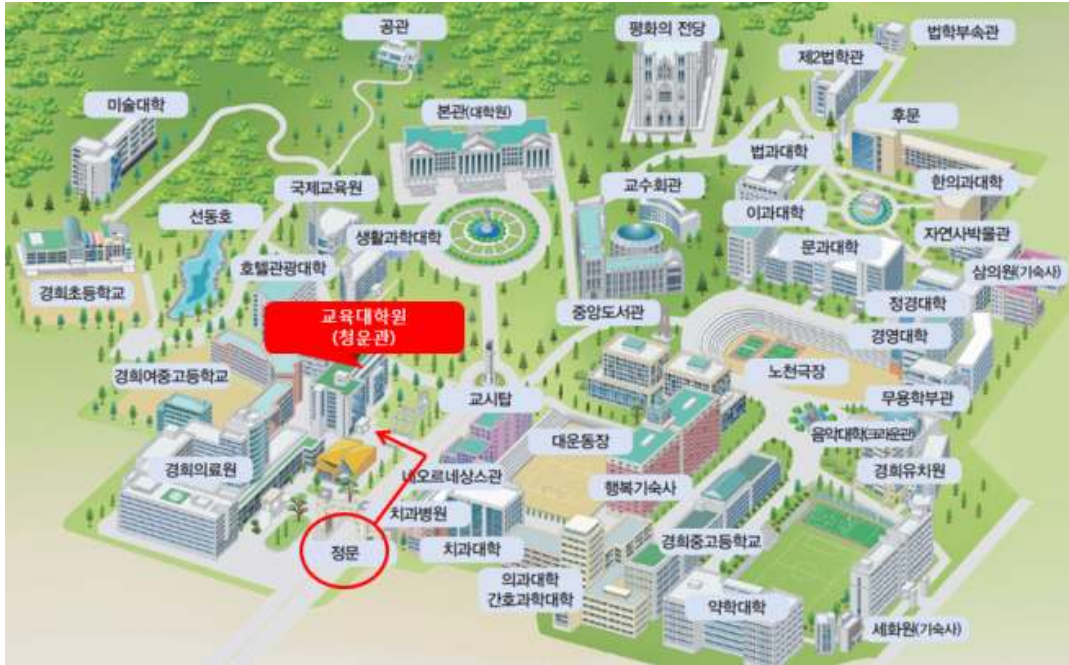 공관
평화의 전당
법학부속관
제2법학관
미술대학
본관(대학원)
후문
법과대학
국제교육원
교수회관
한의과대학
선동호
생활과학대학
이과대학
자연사박물관
문과대학
호텔관광대학
삼의원(기숙사)
경희초등학교
정경대학
교육대학원
(청운관)
중앙도서관
경영대학
경희여중고등학교
노천극장
교시탑
무용학부관
대운동장
음악대학(크라운관)
경희의료원
네오르네상스관
행복기숙사
경희유치원
치과병원
정문
치과대학
경희중고등학교
의과대학
간호과학대학
약학대학
세화원(기숙사)